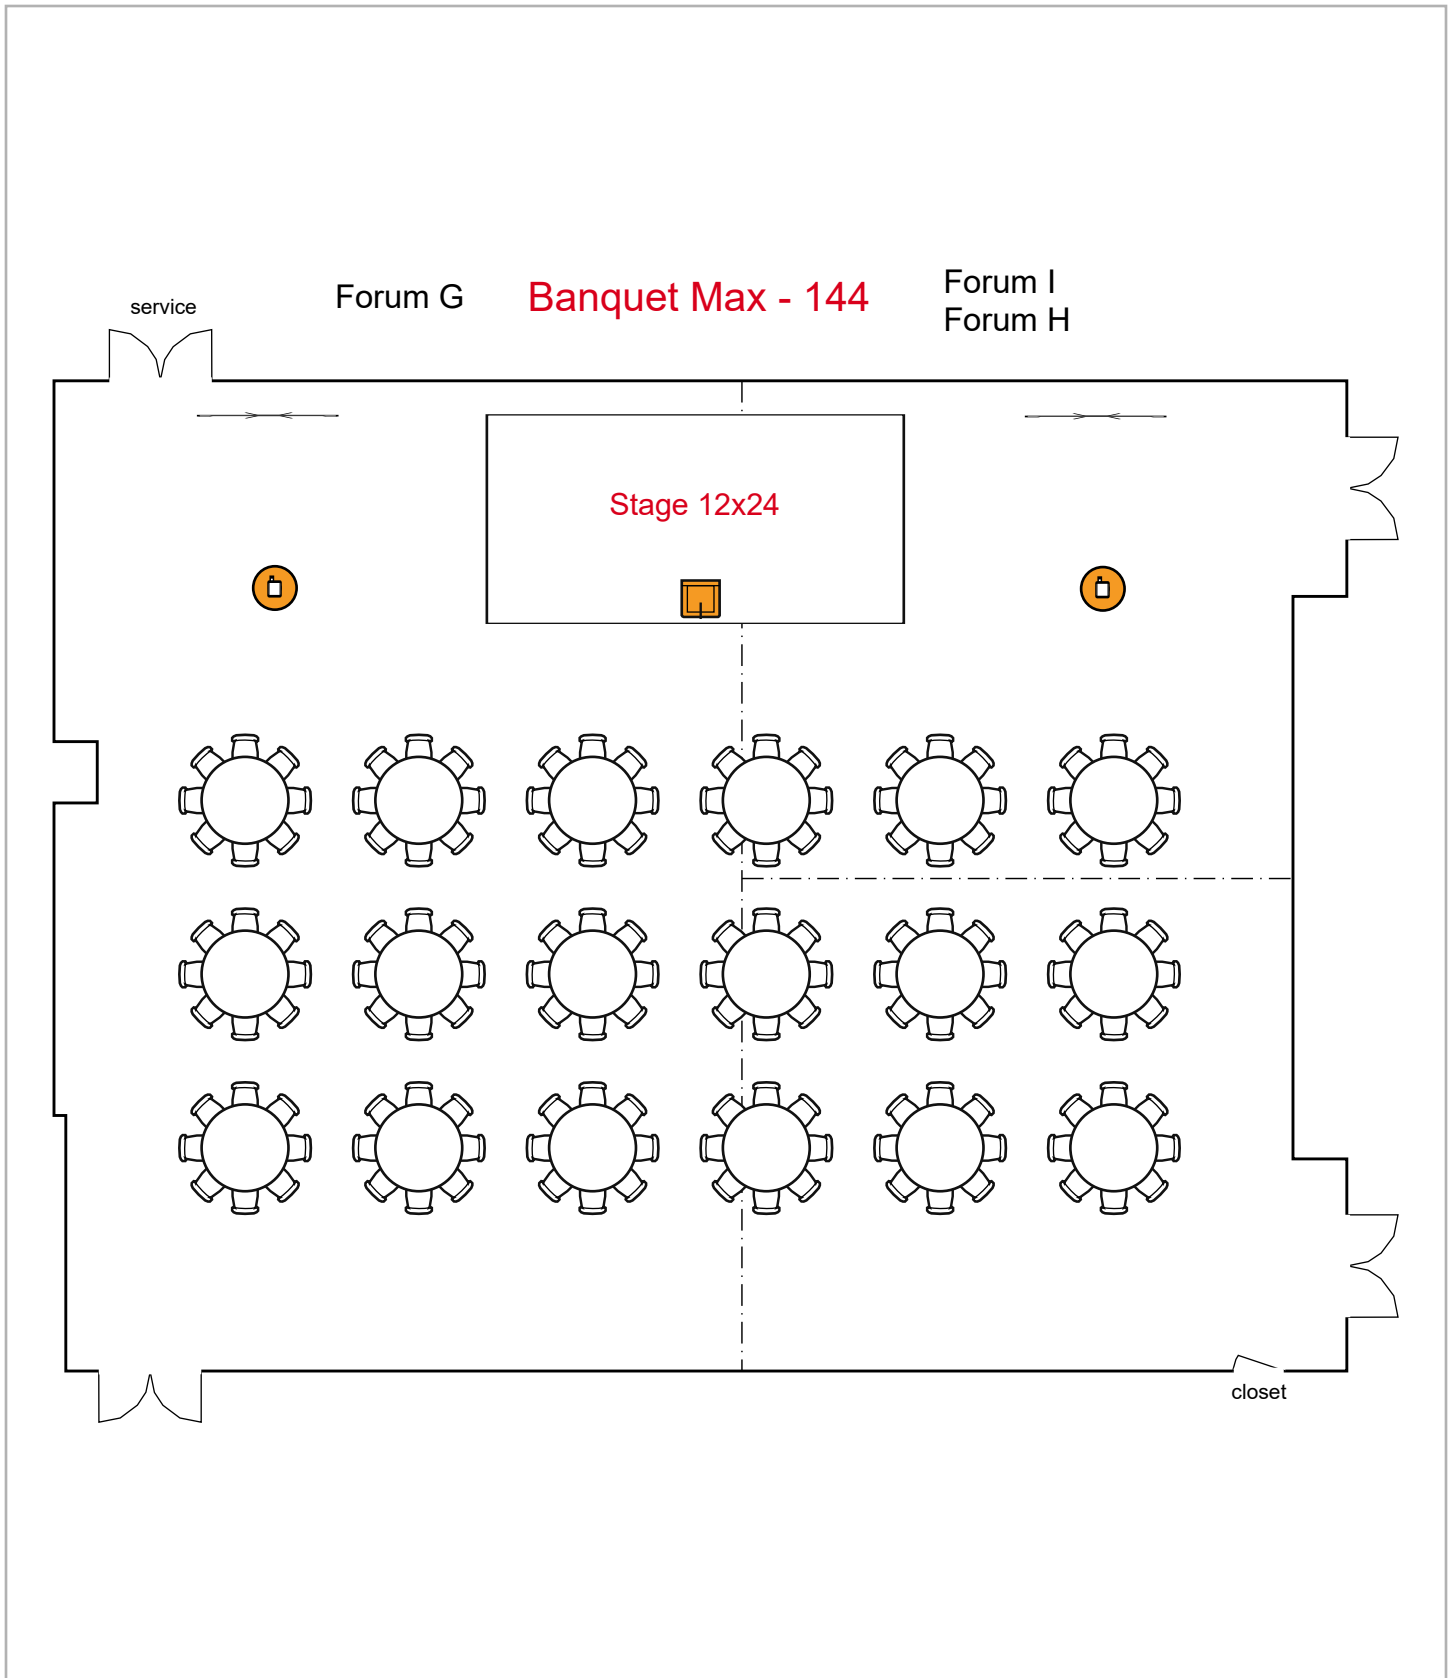 service
Forum G
Banquet Max - 144
Forum I
Forum H
Stage 12x24
closet